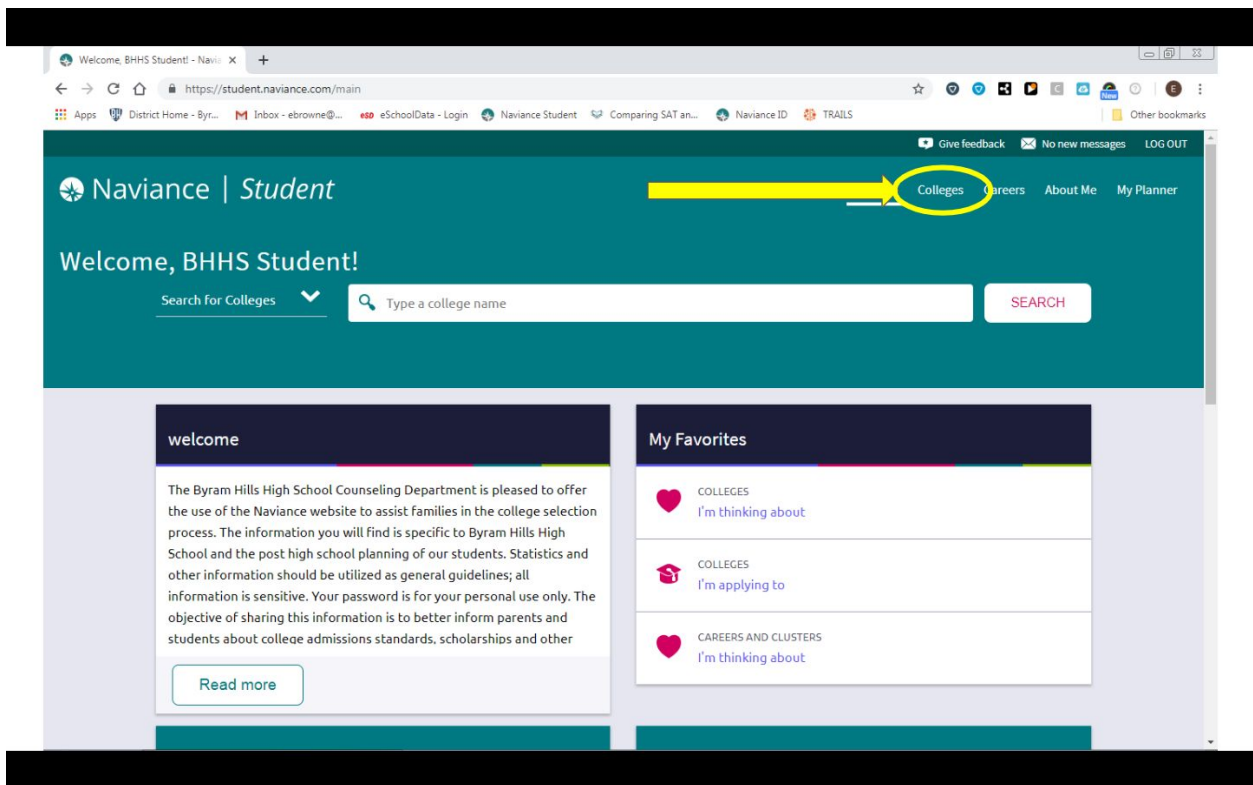 Welcome, BHHS Student! - Navia
https://student.naviance.com/main
New
E
Apps
District Home - Byr...
Inbox - ebrowne@...
esD eSchoolData - Login
Naviance Student
Comparing SAT an...
Naviance ID
TRAILS
Other bookmarks
Give feedback
No new messages
LOG OUT
Naviance | Student
Colleges
Careers
About Me
My Planner
Welcome, BHHS Student!
Search for Colleges
Type a college name
SEARCH
welcome
The Byram Hills High School Counseling Department is pleased to offer
the use of the Naviance website to assist families in the college selection
process. The information you will find is specific to Byram Hills High
School and the post high school planning of our students. Statistics and
other information should be utilized as general guidelines; all
information is sensitive. Your password is for your personal use only. The
objective of sharing this information is to better inform parents and
students about college admissions standards, scholarships and other
Read more
My Favorites
COLLEGES
I'm thinking about
COLLEGES
I'm applying to
CAREERS AND CLUSTERS
I'm thinking about